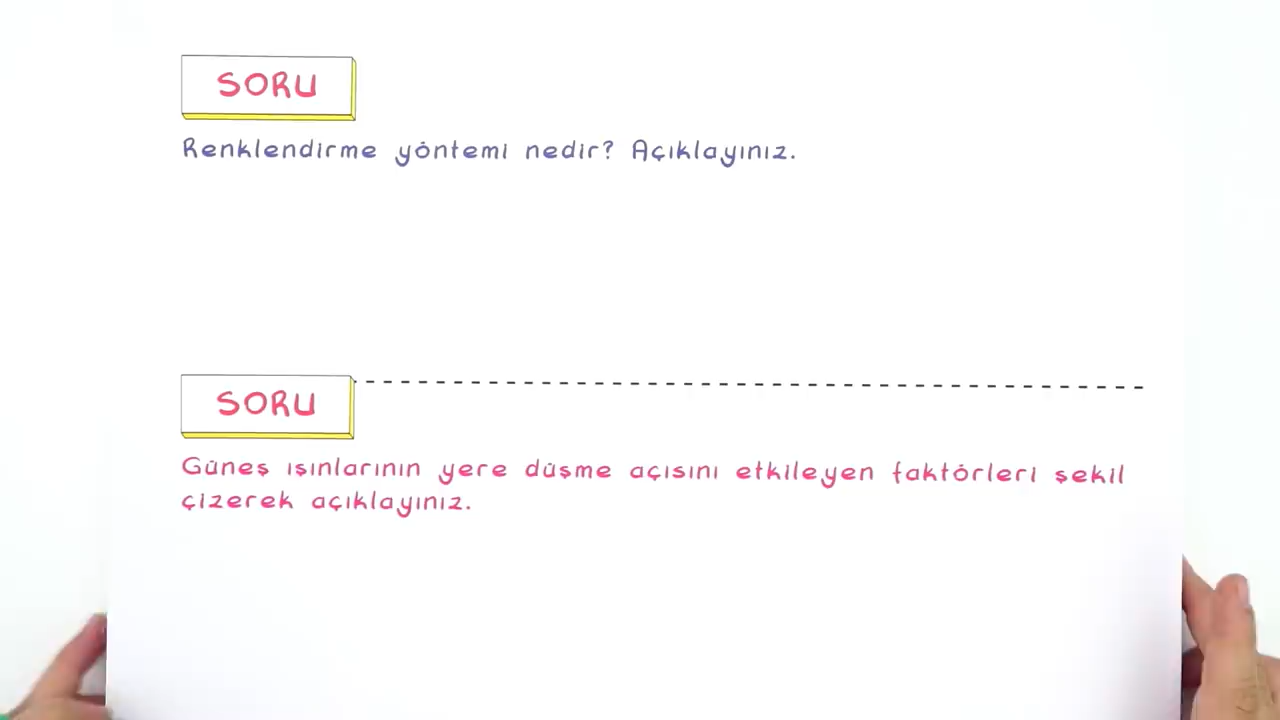 SORU
Renklendirme yöntemi nedir? Açıklayınız.
SORU
Güneş ışınlarının yere düşme açısını etkileyen faktörleri şekil
çizerek açıklayınız.